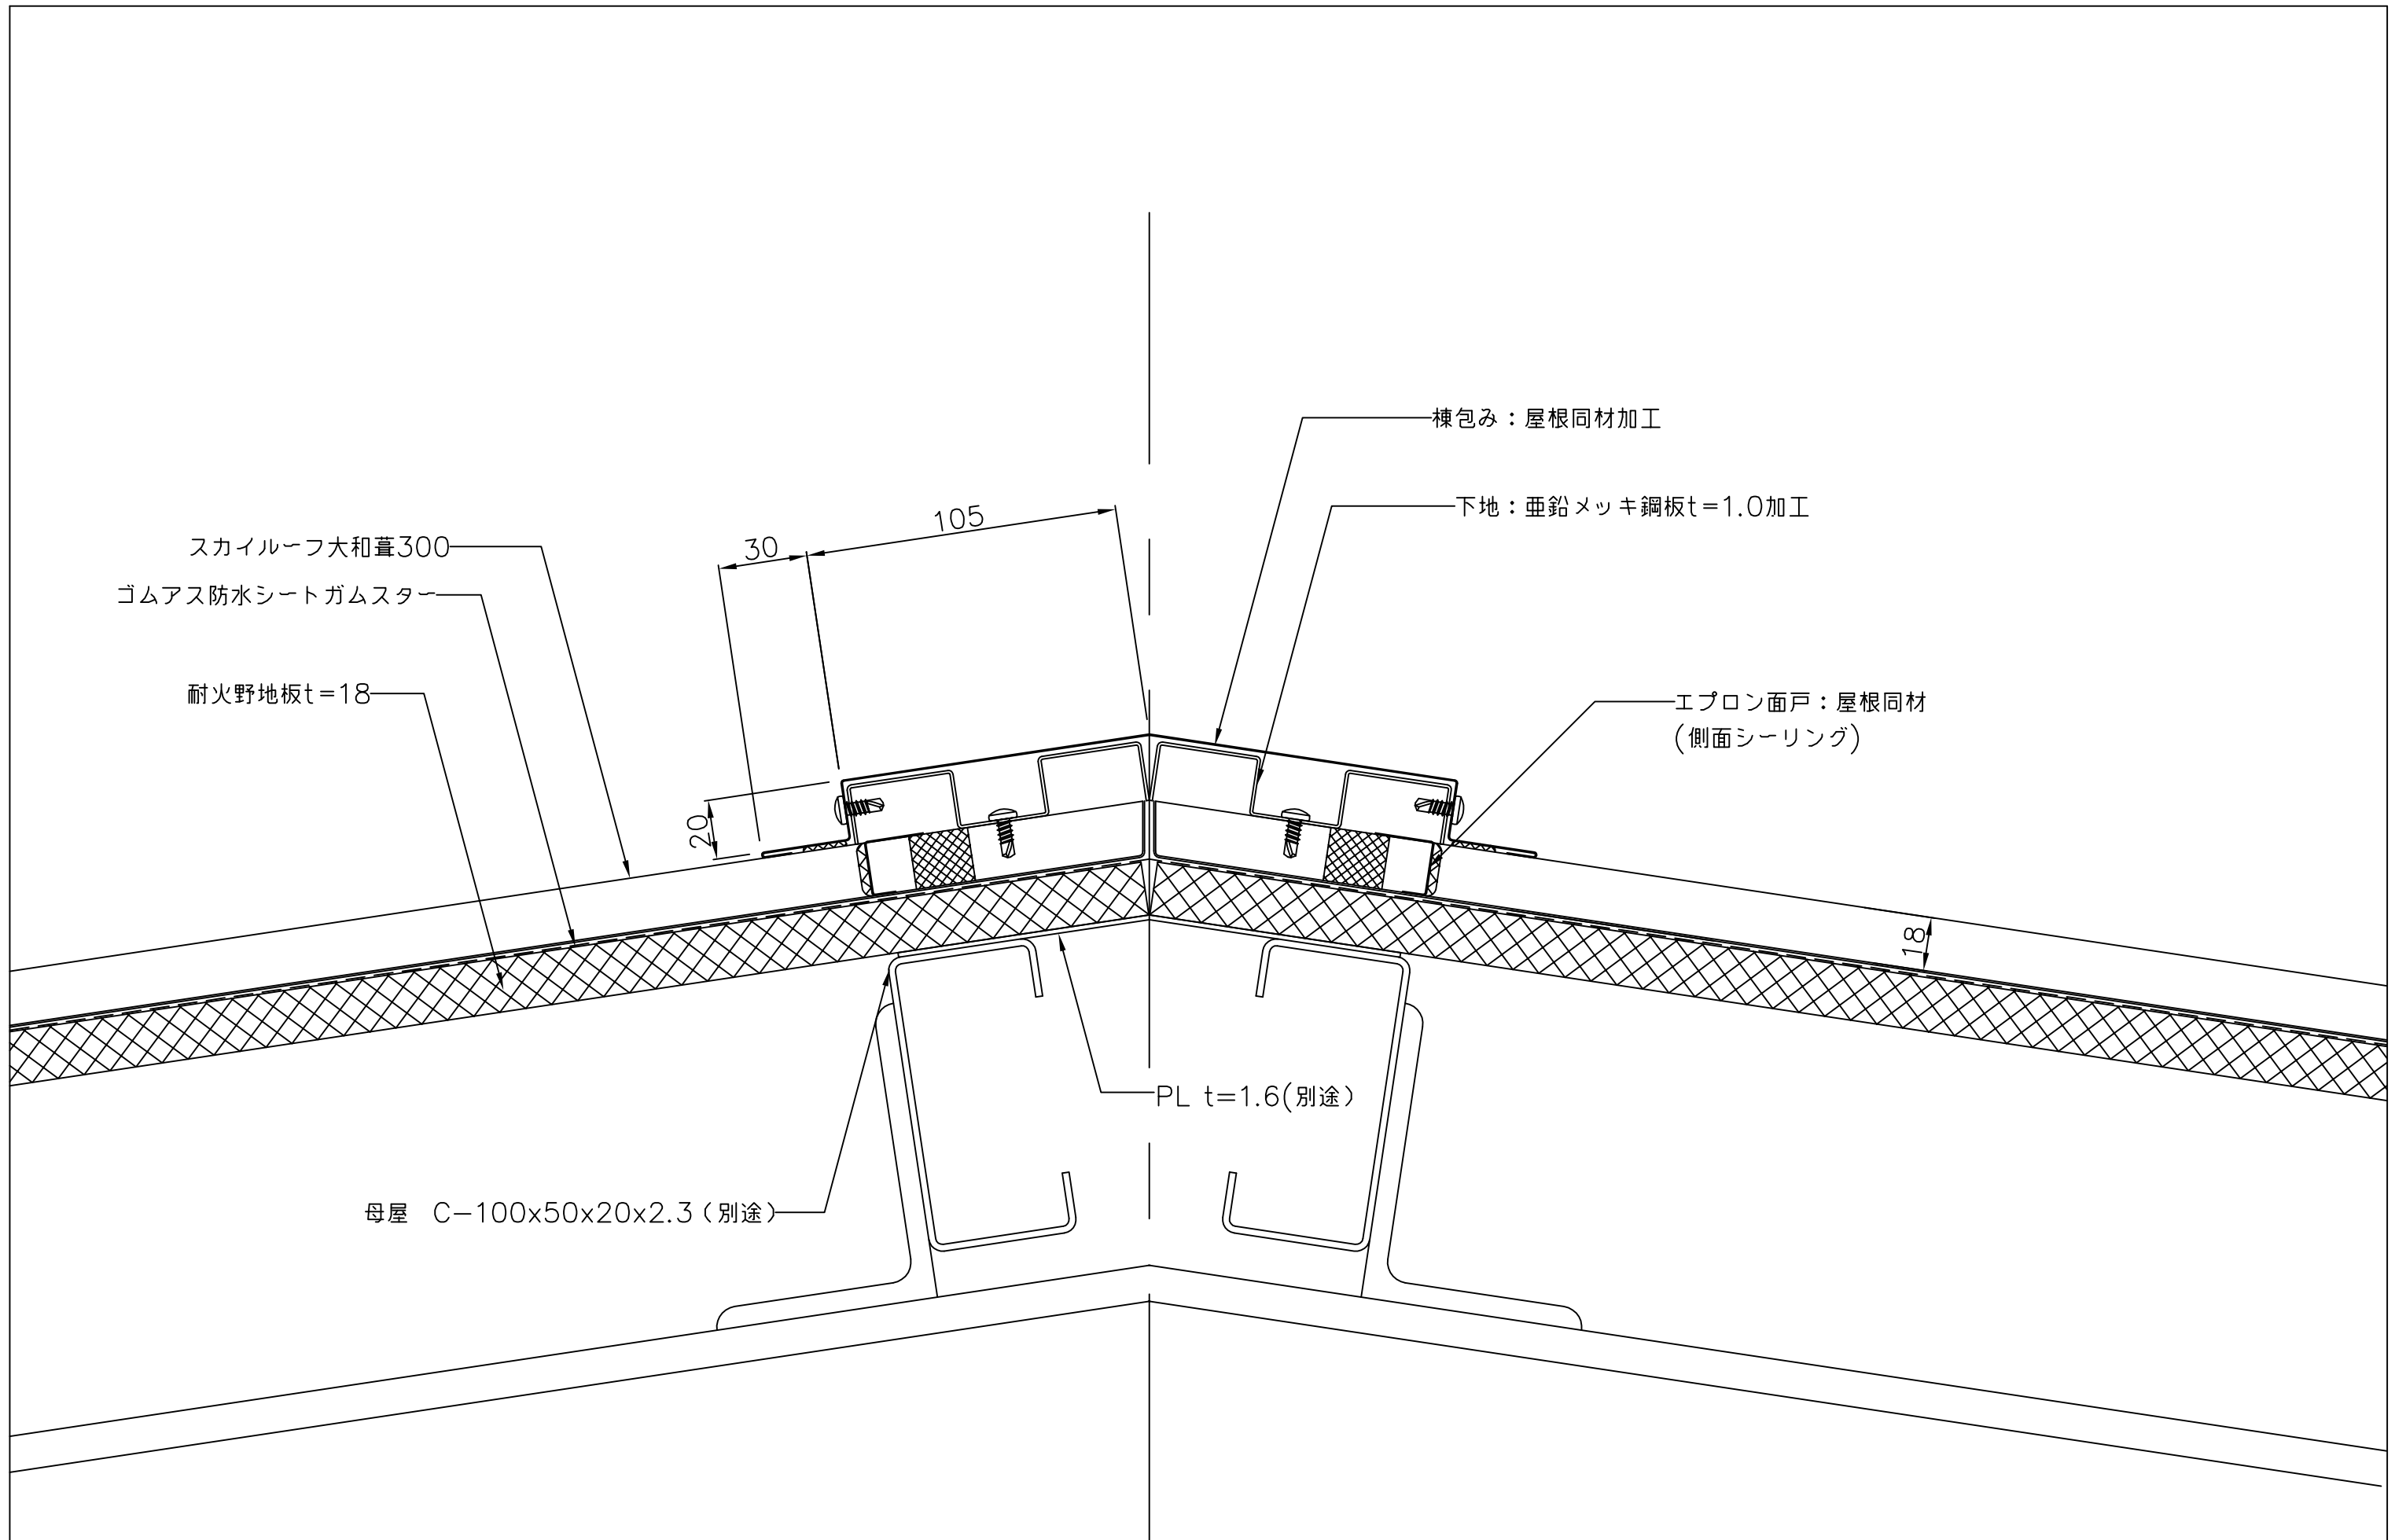 棟包み：屋根同材加工
下地：亜鉛メッキ鋼板t=1.0加工
105
30
スカイルーフ大和葺300
ゴムアス防水シートガムスター
耐火野地板t=18
エプロン面戸：屋根同材
(側面シーリング)
20
18
PL t=1.6(別途)
母屋 C-100x50x20x2.3(別途)